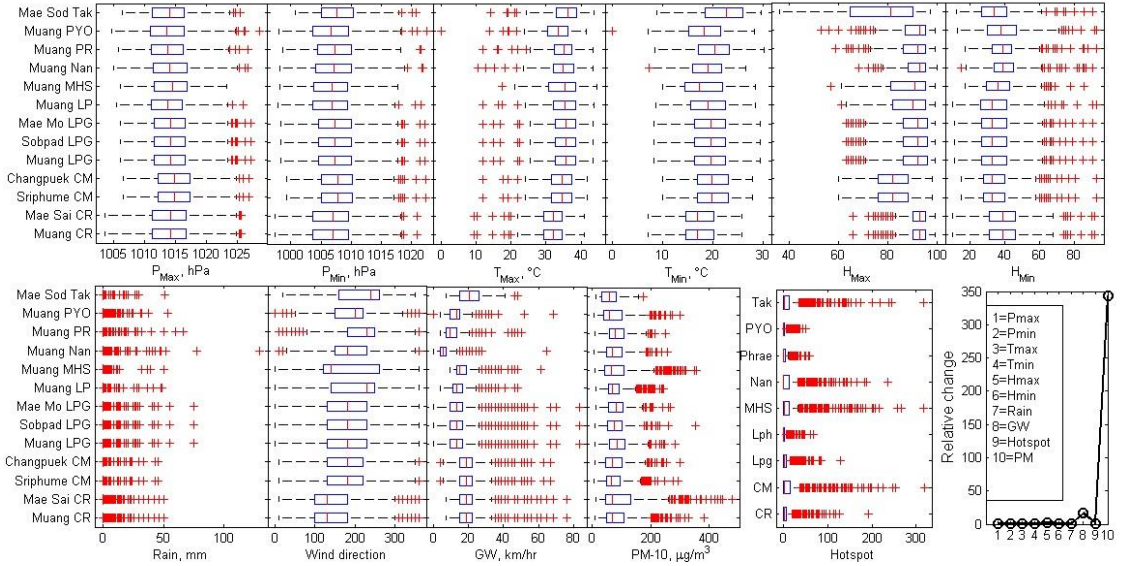 Mae Sod Tak
Muang PYO
Muang PR
Muang Nan
Muang MHS
Muang LP
Mae Mo LPG
Sobpad LPG
Muang LPG
Changpuek CM
Sriphume CM
Mae Sai CR
Muang CR
1005 1010 1015 1020 1025
P_Max, hPa
1000 1005 1010 1015 1020
P_Min, hPa
0 10 20 30 40
T_Max, °C
0 10 20 30
T_Min, °C
40 60 80 100
H_Max
20 40 60 80
H_Min
Mae Sod Tak
Muang PYO
Muang PR
Muang Nan
Muang MHS
Muang LP
Mae Mo LPG
Sobpad LPG
Muang LPG
Changpuek CM
Sriphume CM
Mae Sai CR
Muang CR
0 50 100
Rain, mm
0 100 200 300
Wind direction
0 20 40 60 80
GW, km/hr
0 200 400
PM-10, µg/m³
Tak
PYO
Phrae
Nan
MHS
Lph
Lpg
CM
CR
0 100 200 300
Hotspot
Relative change
350
300
250
200
150
100
50
0
1=Pmax
2=Pmin
3=Tmax
4=Tmin
5=Hmax
6=Hmin
7=Rain
8=GW
9=Hotspot
10=PM
1 2 3 4 5 6 7 8 9 10